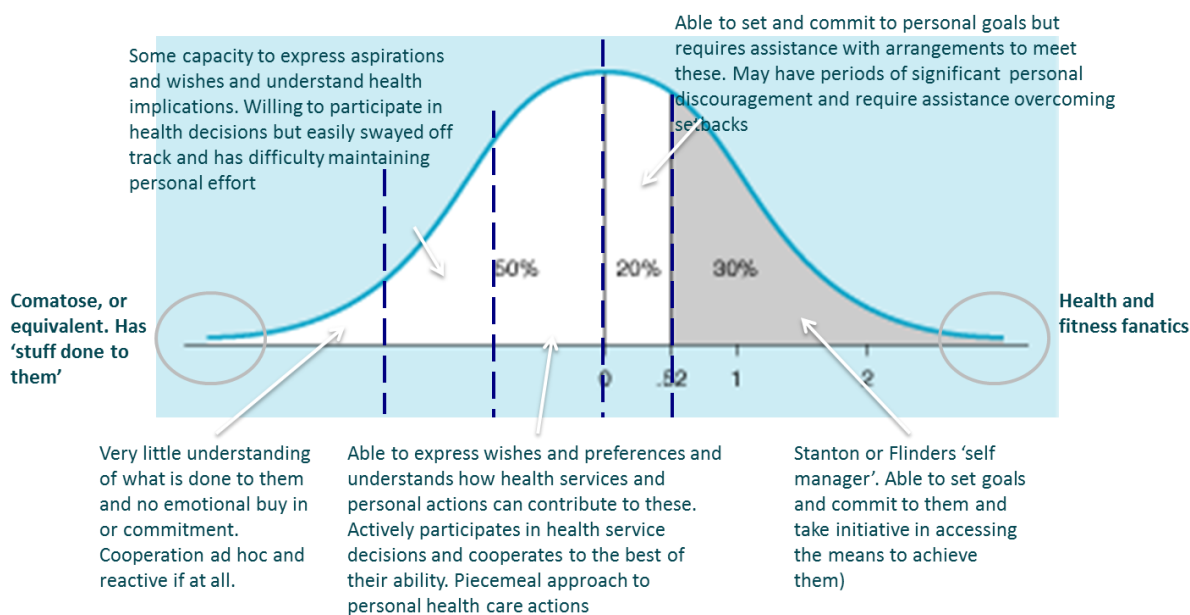 Able to set and commit to personal goals but
requires assistance with arrangements to meet
these. May have periods of significant personal
discouragement and require assistance overcoming
setbacks
Some capacity to express aspirations
and wishes and understand health
implications. Willing to participate in
health decisions but easily swayed off
track and has difficulty maintaining
personal effort
50%
20%
30%
Comatose, or
equivalent. Has
‘stuff done to
them’
Health and
fitness fanatics
0
.52
1
2
Very little understanding
of what is done to them
and no emotional buy in
or commitment.
Cooperation ad hoc and
reactive if at all.
Able to express wishes and preferences and
understands how health services and
personal actions can contribute to these.
Actively participates in health service
decisions and cooperates to the best of
their ability. Piecemeal approach to
personal health care actions
Stanton or Flinders ‘self
manager’. Able to set goals
and commit to them and
take initiative in accessing
the means to achieve
them)